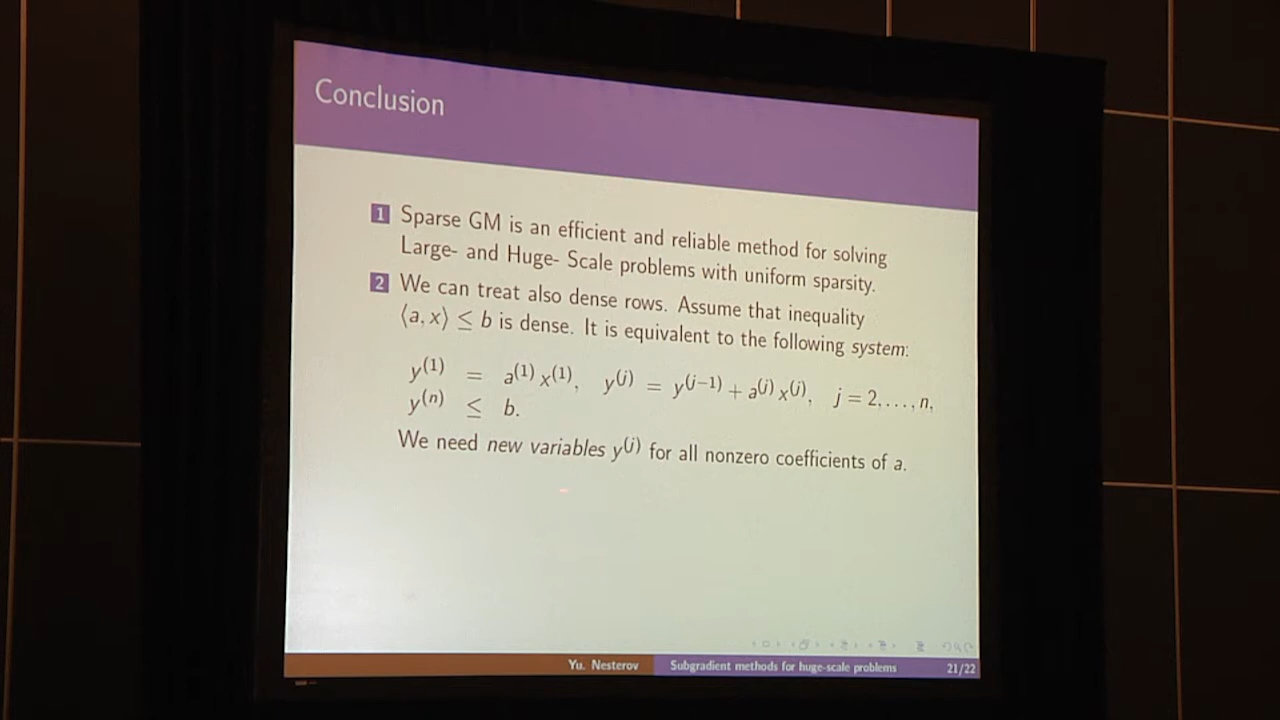 Conclusion
1 Sparse GM is an efficient and reliable method for solving
Large- and Huge- Scale problems with uniform sparsity.
2 We can treat also dense rows. Assume that inequality
⟨a, x⟩ ≤ b is dense. It is equivalent to the following system:
y⁽¹⁾ = a⁽¹⁾ x⁽¹⁾, y⁽ʲ⁾ = y⁽ʲ⁻¹⁾ + a⁽ʲ⁾ x⁽ʲ⁾, j = 2, . . . , n,
y⁽ⁿ⁾ ≤ b.
We need new variables y⁽ʲ⁾ for all nonzero coefficients of a.
Yu. Nesterov Subgradient methods for huge-scale problems 21/22